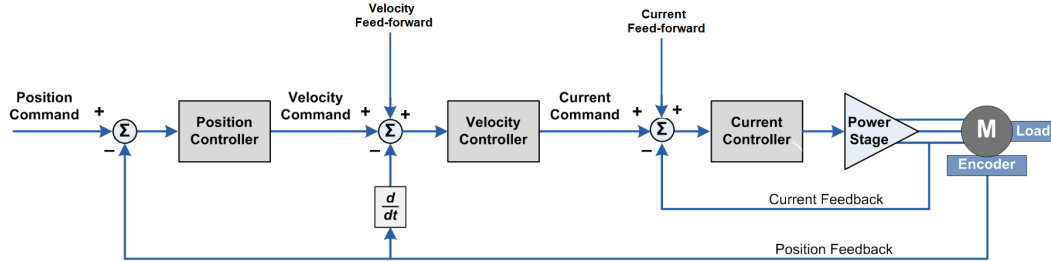 Velocity
Feed-forward
Current
Feed-forward
Position
Command
+
Σ
−
Position
Controller
Velocity
Command
+
+
Σ
−
Velocity
Controller
Current
Command
+
+
Σ
−
Current
Controller
Power
Stage
M
Load
Encoder
d
dt
Current Feedback
Position Feedback